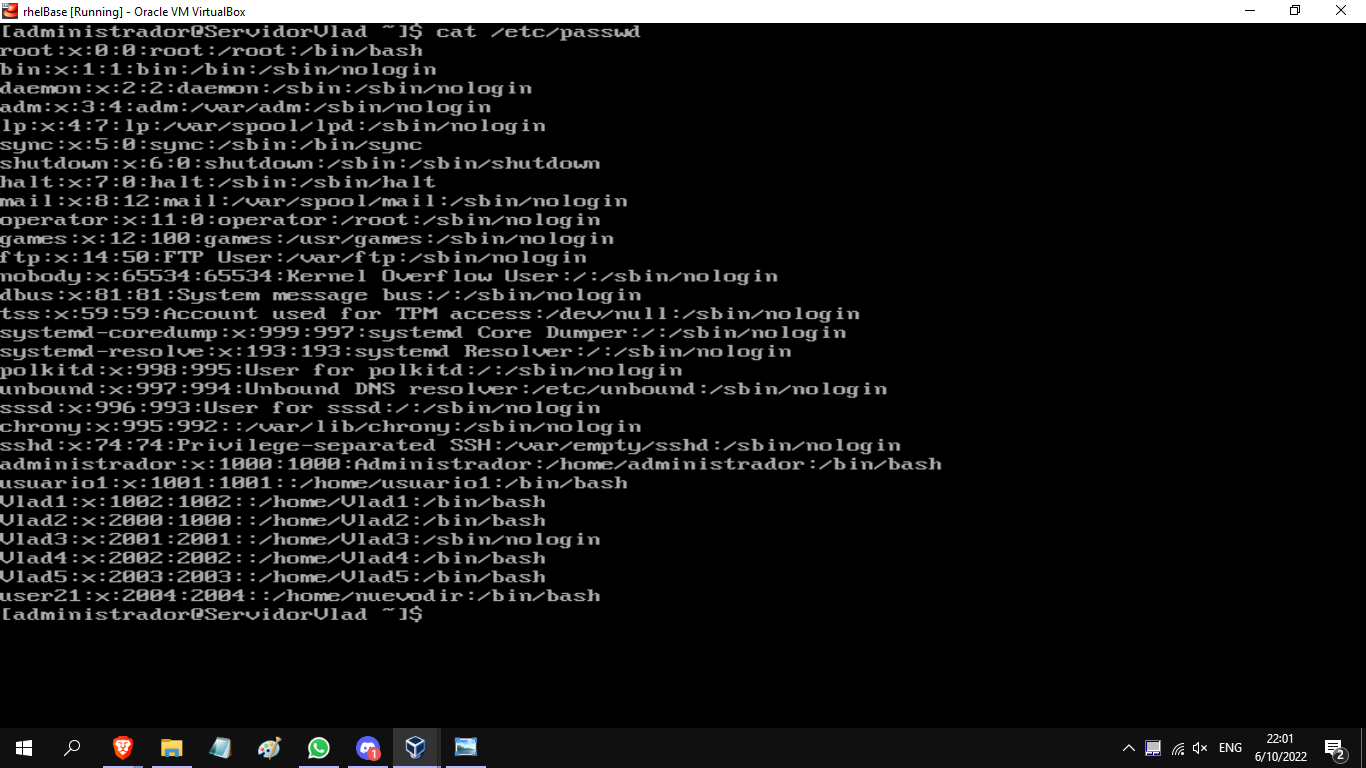 rhelBase [Running] - Oracle VM VirtualBox
[administrador@ServidorVlad ~]$ cat /etc/passwd
root:x:0:0:root:/root:/bin/bash
bin:x:1:1:bin:/bin:/sbin/nologin
daemon:x:2:2:daemon:/sbin:/sbin/nologin
adm:x:3:4:adm:/var/adm:/sbin/nologin
lp:x:4:7:lp:/var/spool/lpd:/sbin/nologin
sync:x:5:0:sync:/sbin:/bin/sync
shutdown:x:6:0:shutdown:/sbin:/sbin/shutdown
halt:x:7:0:halt:/sbin:/sbin/halt
mail:x:8:12:mail:/var/spool/mail:/sbin/nologin
operator:x:11:0:operator:/root:/sbin/nologin
games:x:12:100:games:/usr/games:/sbin/nologin
ftp:x:14:50:FTP User:/var/ftp:/sbin/nologin
nobody:x:65534:65534:Kernel Overflow User:/:/sbin/nologin
dbus:x:81:81:System message bus:/:/sbin/nologin
tss:x:59:59:Account used for TPM access:/dev/null:/sbin/nologin
systemd-coredump:x:999:997:systemd Core Dumper:/:/sbin/nologin
systemd-resolve:x:193:193:systemd Resolver:/:/sbin/nologin
polkitd:x:998:995:User for polkitd:/:/sbin/nologin
unbound:x:997:994:Unbound DNS resolver:/etc/unbound:/sbin/nologin
sssd:x:996:993:User for sssd:/:/sbin/nologin
chrony:x:995:992::/var/lib/chrony:/sbin/nologin
sshd:x:74:74:Privilege-separated SSH:/var/empty/sshd:/sbin/nologin
administrador:x:1000:1000:Administrador:/home/administrador:/bin/bash
usuario1:x:1001:1001::/home/usuario1:/bin/bash
Vlad1:x:1002:1002::/home/Vlad1:/bin/bash
Vlad2:x:2000:1000::/home/Vlad2:/bin/bash
Vlad3:x:2001:2001::/home/Vlad3:/sbin/nologin
Vlad4:x:2002:2002::/home/Vlad4:/bin/bash
Vlad5:x:2003:2003::/home/Vlad5:/bin/bash
user21:x:2004:2004::/home/nuevodir:/bin/bash
[administrador@ServidorVlad ~]$
1
ENG
22:01
6/10/2022
2